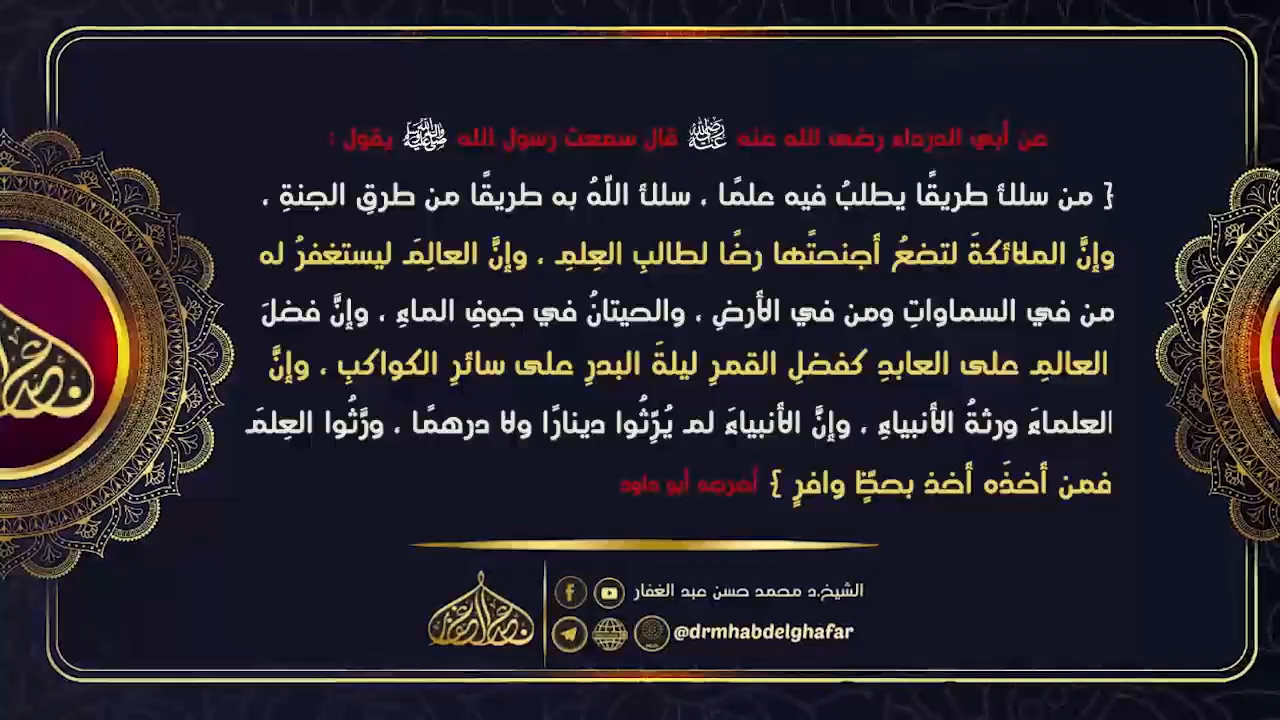 عن أبي الدرداء رضي الله عنه رضي الله عنه قال سمعت رسول الله ﷺ يقول :
{ من سلك طريقًا يطلبُ فيه علمًا ، سلك اللّهُ به طريقًا من طرقِ الجنةِ ،
وإنَّ الملائكةَ لتضعُ أجنحتَها رضًا لطالبِ العِلمِ ، وإنَّ العالِمَ ليستغفرُ له
من في السماواتِ ومن في الأرضِ ، والحيتانُ في جوفِ الماءِ ، وإنَّ فضلَ
العالمِ على العابدِ كفضلِ القمرِ ليلةَ البدرِ على سائرِ الكواكبِ ، وإنَّ
العلماءَ ورثةُ الأنبياءِ ، وإنَّ الأنبياءَ لم يُرِّثُوا دينارًا ولا درهمًا ، ورَّثُوا العِلمَ
فمن أخذَه أخذ بحظٍّ وافرٍ } أخرجه أبو داود
الشيخ.د محمد حسن عبد الغفار
@drmhabdelghafar